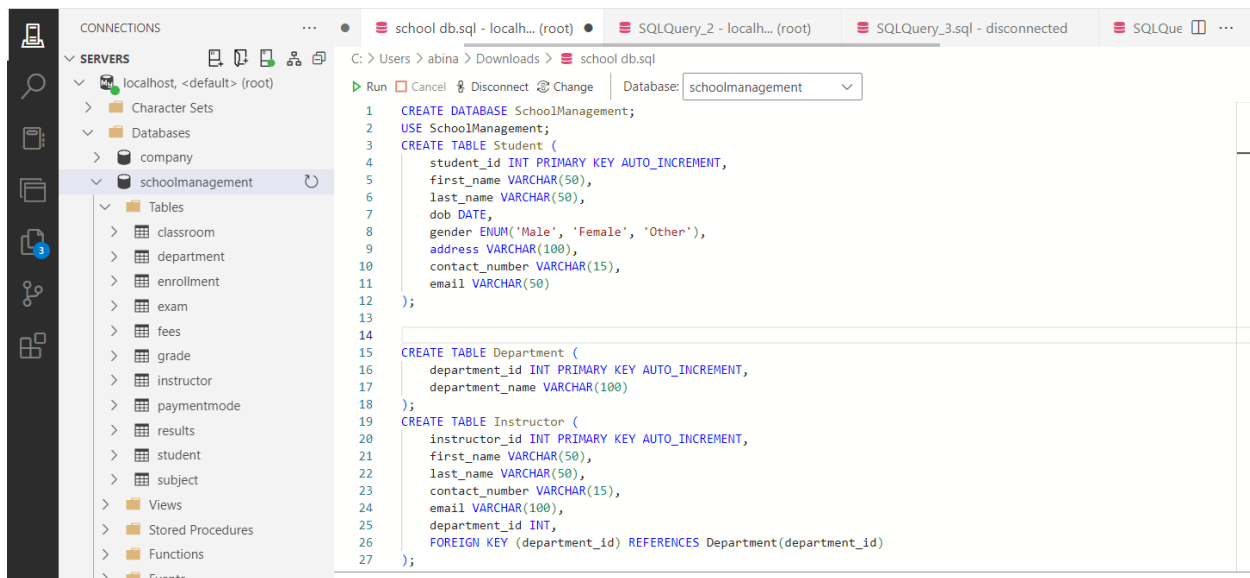 CONNECTIONS
SERVERS
localhost, <default> (root)
Character Sets
Databases
company
schoolmanagement
Tables
classroom
department
enrollment
exam
fees
grade
instructor
paymentmode
results
student
subject
Views
Stored Procedures
Functions
Events
3
school db.sql - localh... (root)
SQLQuery_2 - localh... (root)
SQLQuery_3.sql - disconnected
SQLQue
C: > Users > abina > Downloads > school db.sql
Run Cancel Disconnect Change Database: schoolmanagement
1 CREATE DATABASE SchoolManagement;
2 USE SchoolManagement;
3 CREATE TABLE Student (
4 student_id INT PRIMARY KEY AUTO_INCREMENT,
5 first_name VARCHAR(50),
6 last_name VARCHAR(50),
7 dob DATE,
8 gender ENUM('Male', 'Female', 'Other'),
9 address VARCHAR(100),
10 contact_number VARCHAR(15),
11 email VARCHAR(50)
12 );
13
14
15 CREATE TABLE Department (
16 department_id INT PRIMARY KEY AUTO_INCREMENT,
17 department_name VARCHAR(100)
18 );
19 CREATE TABLE Instructor (
20 instructor_id INT PRIMARY KEY AUTO_INCREMENT,
21 first_name VARCHAR(50),
22 last_name VARCHAR(50),
23 contact_number VARCHAR(15),
24 email VARCHAR(100),
25 department_id INT,
26 FOREIGN KEY (department_id) REFERENCES Department(department_id)
27 );